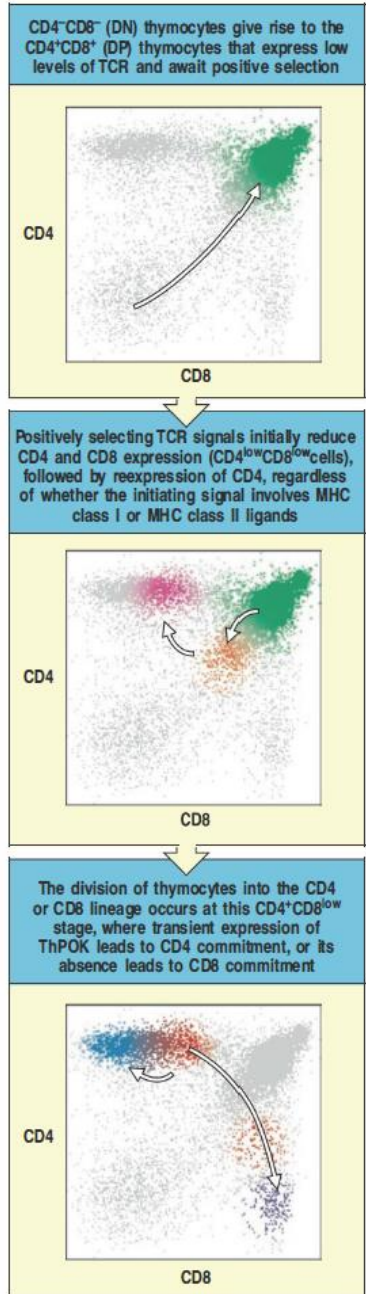 CD4⁻CD8⁻ (DN) thymocytes give rise to the
CD4⁺CD8⁺ (DP) thymocytes that express low
levels of TCR and await positive selection
CD4
CD8
Positively selecting TCR signals initially reduce
CD4 and CD8 expression (CD4ˡᵒʷCD8ˡᵒʷcells),
followed by reexpression of CD4, regardless
of whether the initiating signal involves MHC
class I or MHC class II ligands
CD4
CD8
The division of thymocytes into the CD4
or CD8 lineage occurs at this CD4⁺CD8ˡᵒʷ
stage, where transient expression of
ThPOK leads to CD4 commitment, or its
absence leads to CD8 commitment
CD4
CD8